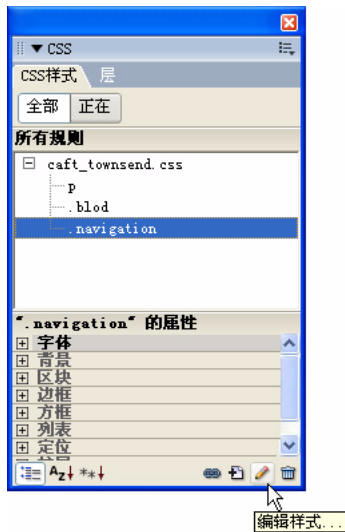 CSS
CSS样式 层
全部 正在
所有规则
caft_townsend.css
p
.blod
.navigation
“.navigation” 的属性
字体
背景
区块
边框
方框
列表
定位
编辑样式...